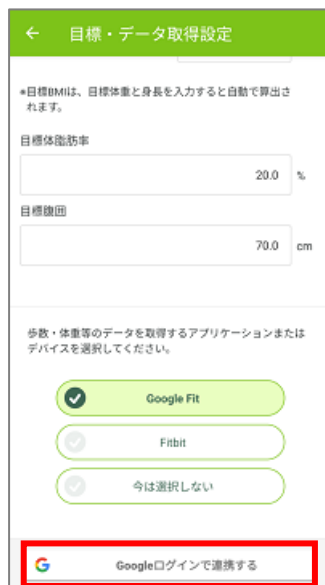 ← 目標・データ取得設定
*目標BMIは、目標体重と身長を入力すると自動で算出さ
れます。
目標体脂肪率
20.0 %
目標腹囲
70.0 cm
歩数・体重等のデータを取得するアプリケーションまたは
デバイスを選択してください。
Google Fit
Fitbit
今は選択しない
G Googleログインで連携する